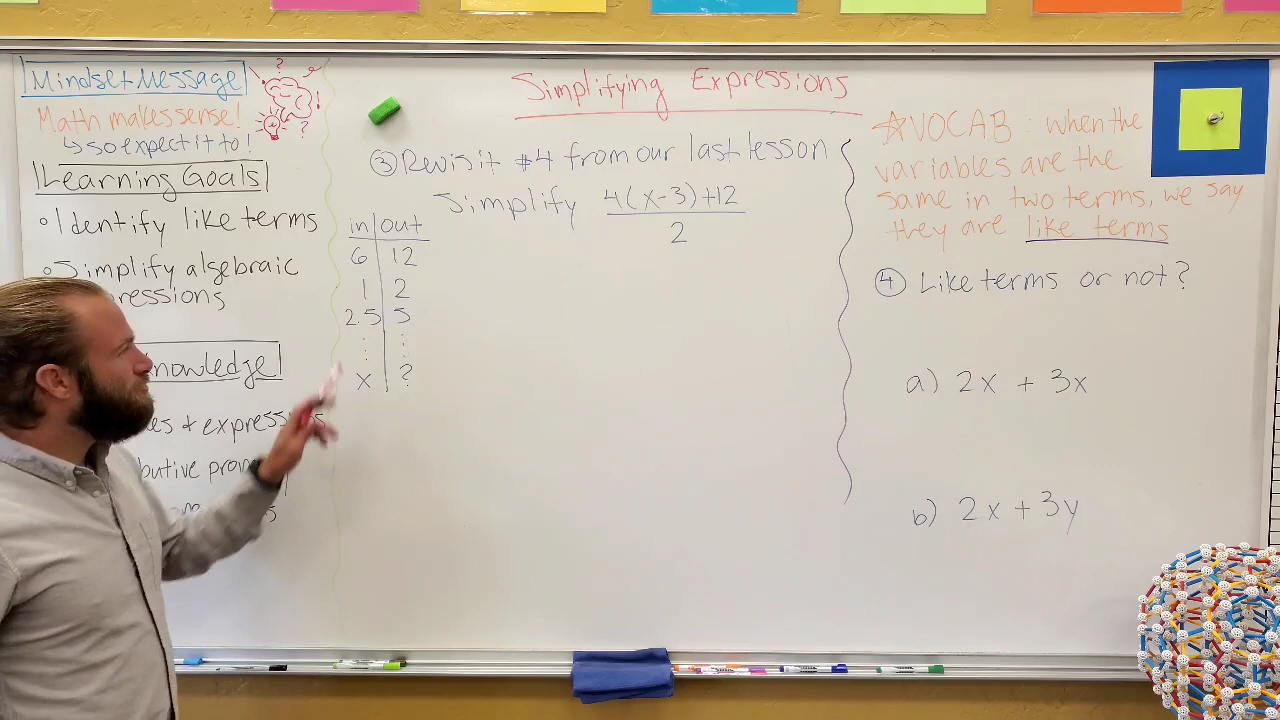 Mindset Message
Math makes sense!
↳ so expect it to!
Learning Goals
• Identify like terms
• Simplify algebraic
pressions
nowledge
es + expressions
butive prop
s
Simplifying Expressions
③ Revisit #4 from our last lesson
Simplify 4(x-3)+12
2
in out
6 12
1 2
2.5 5
⋮ ⋮
x ?
☆VOCAB : when the
variables are the
same in two terms, we say
they are like terms
④ Like terms or not?
a) 2x + 3x
b) 2x + 3y